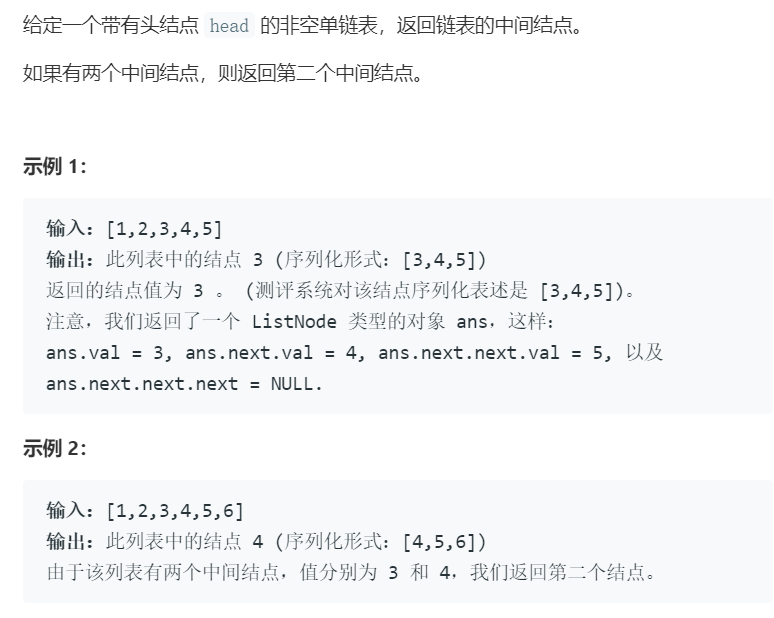 给定一个带有头结点 head 的非空单链表，返回链表的中间结点。
如果有两个中间结点，则返回第二个中间结点。
示例 1：
输入：[1,2,3,4,5]
输出：此列表中的结点 3 (序列化形式：[3,4,5])
返回的结点值为 3 。 (测评系统对该结点序列化表述是 [3,4,5])。
注意，我们返回了一个 ListNode 类型的对象 ans，这样：
ans.val = 3, ans.next.val = 4, ans.next.next.val = 5, 以及
ans.next.next.next = NULL.
示例 2：
输入：[1,2,3,4,5,6]
输出：此列表中的结点 4 (序列化形式：[4,5,6])
由于该列表有两个中间结点，值分别为 3 和 4，我们返回第二个结点。